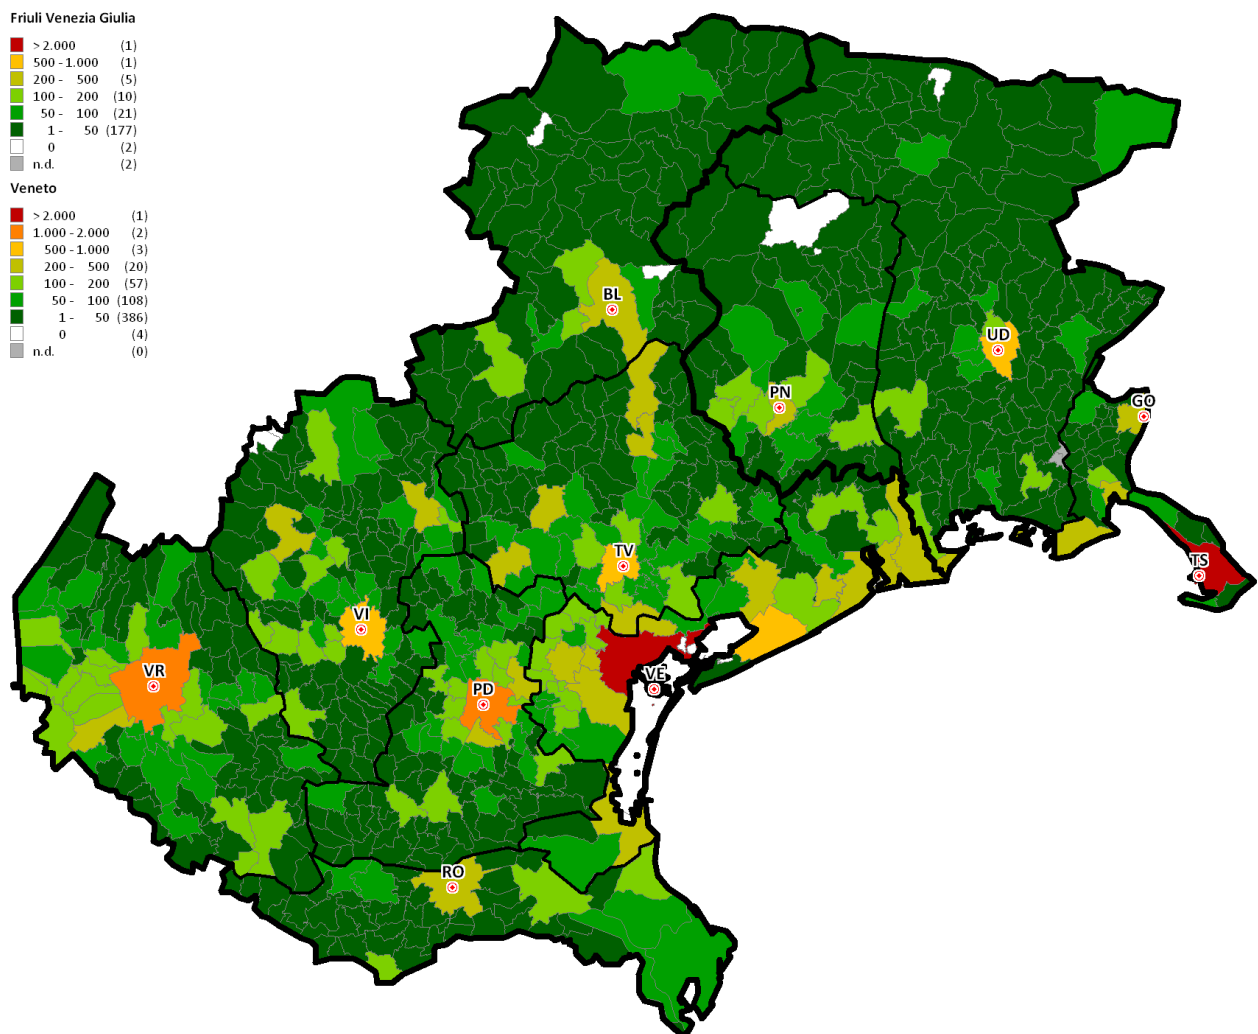 Friuli Venezia Giulia
> 2.000 (1)
500 - 1.000 (1)
200 - 500 (5)
100 - 200 (10)
50 - 100 (21)
1 - 50 (177)
0 (2)
n.d. (2)
Veneto
> 2.000 (1)
1.000 - 2.000 (2)
500 - 1.000 (3)
200 - 500 (20)
100 - 200 (57)
50 - 100 (108)
1 - 50 (386)
0 (4)
n.d. (0)
BL
UD
PN
GO
TV
TS
VI
VR
VE
PD
RO